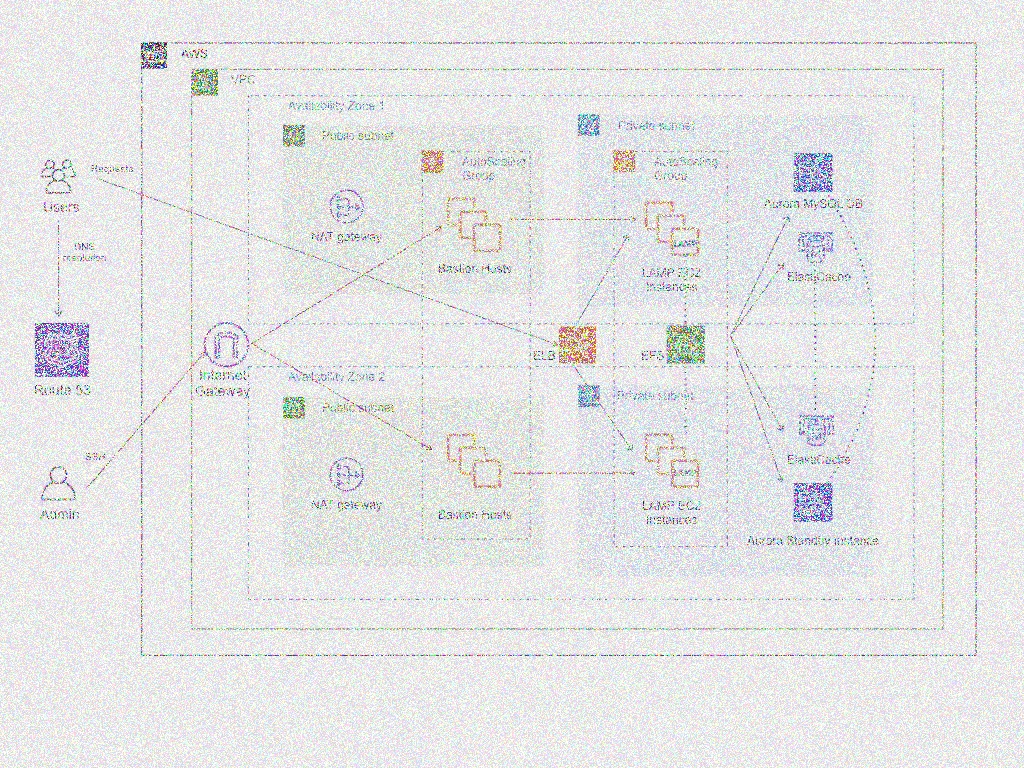 AWS
VPC
Availability Zone 1
Public subnet
Private subnet
AutoScaling
Group
AutoScaling
Group
Requests
Users
NAT gateway
Aurora MySQL DB
DNS
resolution
Bastion Hosts
LAMP
LAMP EC2
Instances
ElastiCache
ELB
EFS
Route 53
Internet
Gateway
Availability Zone 2
Public subnet
Private subnet
SSH
Admin
NAT gateway
Bastion Hosts
LAMP
LAMP EC2
Instances
ElastiCache
Aurora Standby instance